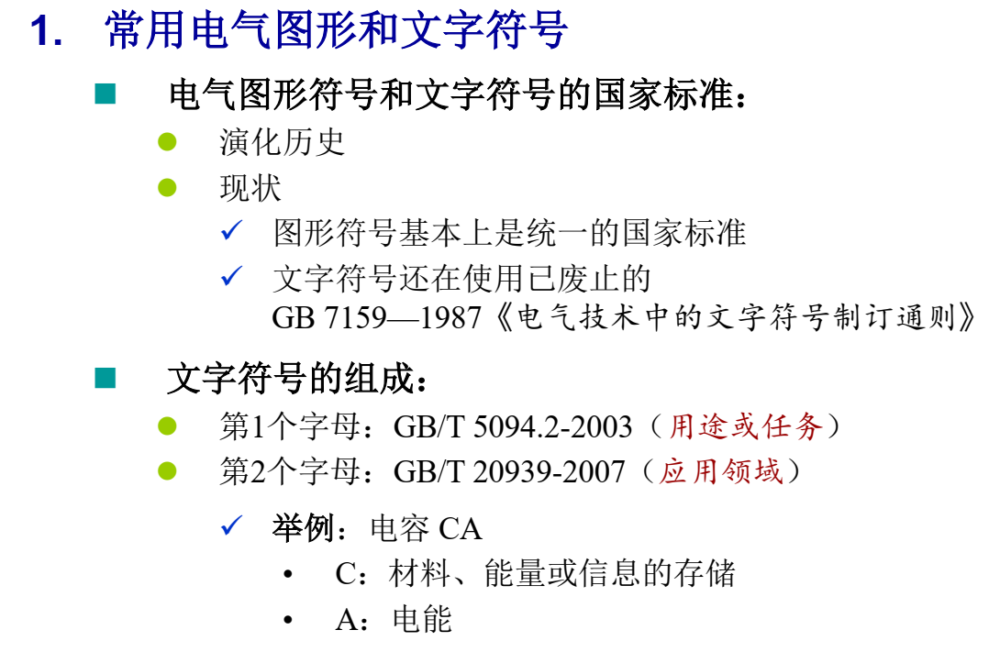 1. 常用电气图形和文字符号
电气图形符号和文字符号的国家标准：
演化历史
现状
图形符号基本上是统一的国家标准
文字符号还在使用已废止的
GB 7159—1987《电气技术中的文字符号制订通则》
文字符号的组成：
第1个字母：GB/T 5094.2-2003（用途或任务）
第2个字母：GB/T 20939-2007（应用领域）
举例：电容 CA
• C：材料、能量或信息的存储
• A：电能